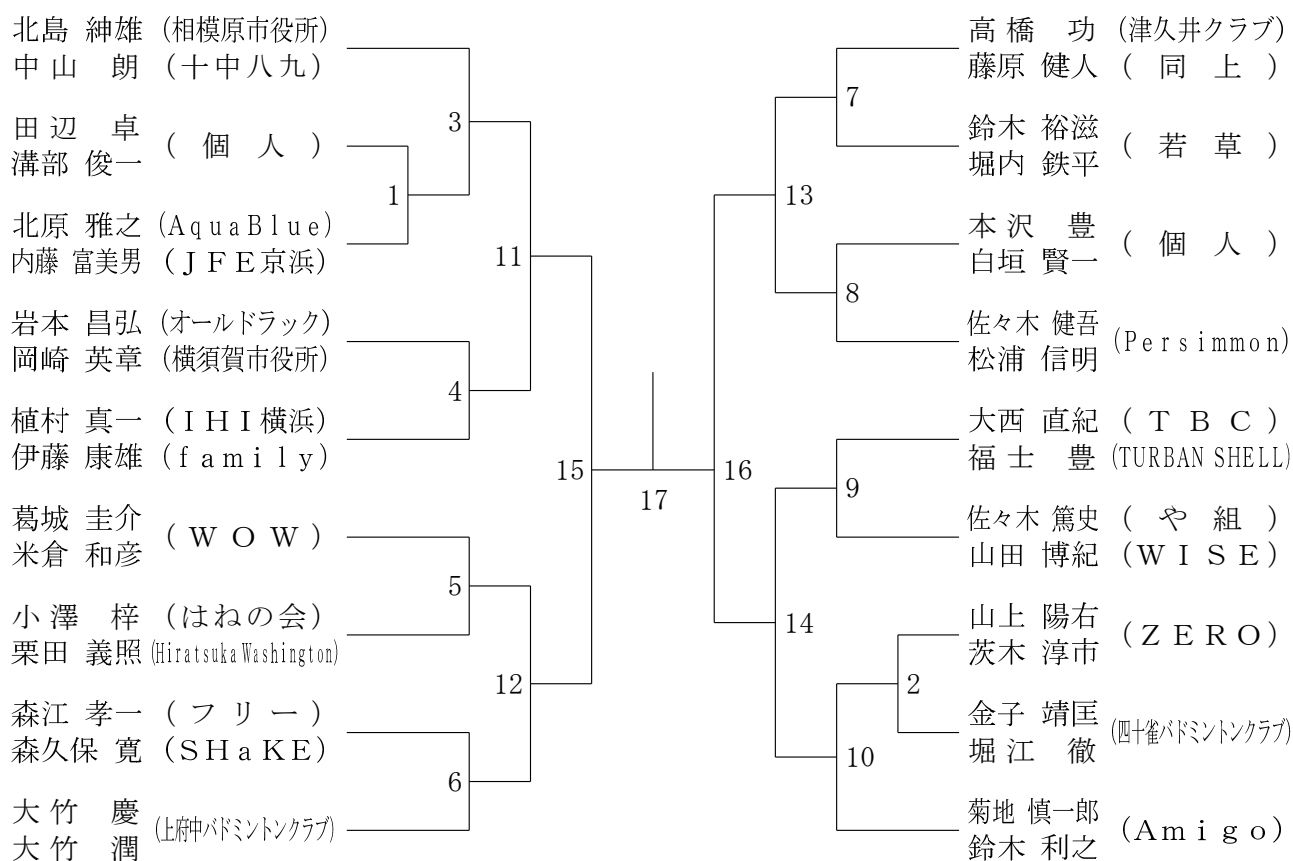 北島 紳雄 (相模原市役所)
中山 朗 (十中八九)
田辺 卓
溝部 俊一
(個人)
北原 雅之 (AquaBlue)
内藤 富美男 (JFE京浜)
岩本 昌弘 (オールドラック)
岡崎 英章 (横須賀市役所)
植村 真一 (IHI横浜)
伊藤 康雄 (family)
葛城 圭介
米倉 和彦
(WOW)
小澤 梓 (はねの会)
栗田 義照 (Hiratsuka Washington)
森江 孝一 (フリー)
森久保 寛 (SHaKE)
大竹 慶
大竹 潤
(上府中バドミントンクラブ)
3
1
11
4
15
5
12
6
17
高橋 功 (津久井クラブ)
藤原 健人 (同上)
鈴木 裕滋
堀内 鉄平
(若草)
本沢 豊
白垣 賢一
(個人)
佐々木 健吾
松浦 信明
(Persimmon)
大西 直紀 (TBC)
福士 豊 (TURBAN SHELL)
佐々木 篤史 (や組)
山田 博紀 (WISE)
山上 陽右
茨木 淳市
(ZERO)
金子 靖匡
堀江 徹
(四十雀バドミントンクラブ)
菊地 慎一郎
鈴木 利之
(Amigo)
7
13
8
16
9
14
2
10